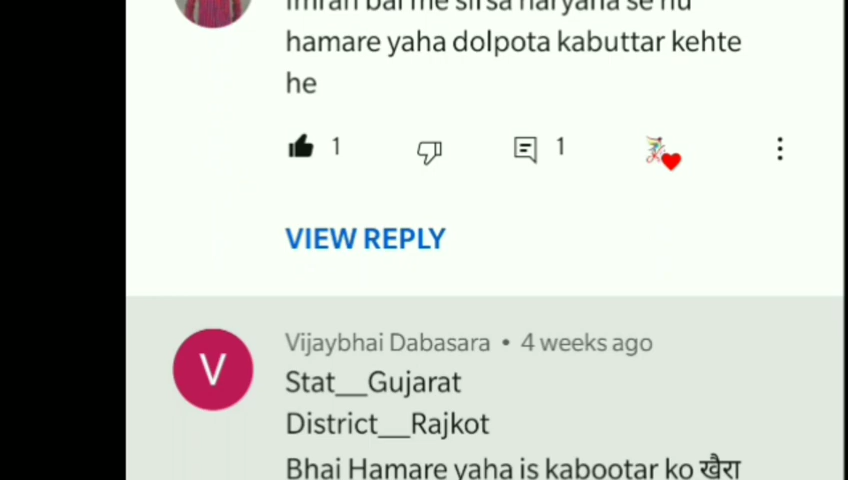 Imran bai me sirsa haryana se hu
hamare yaha dolpota kabuttar kehte
he
1
1
VIEW REPLY
V
Vijaybhai Dabasara • 4 weeks ago
Stat__Gujarat
District__Rajkot
Bhai Hamare yaha is kabootar ko खैरा